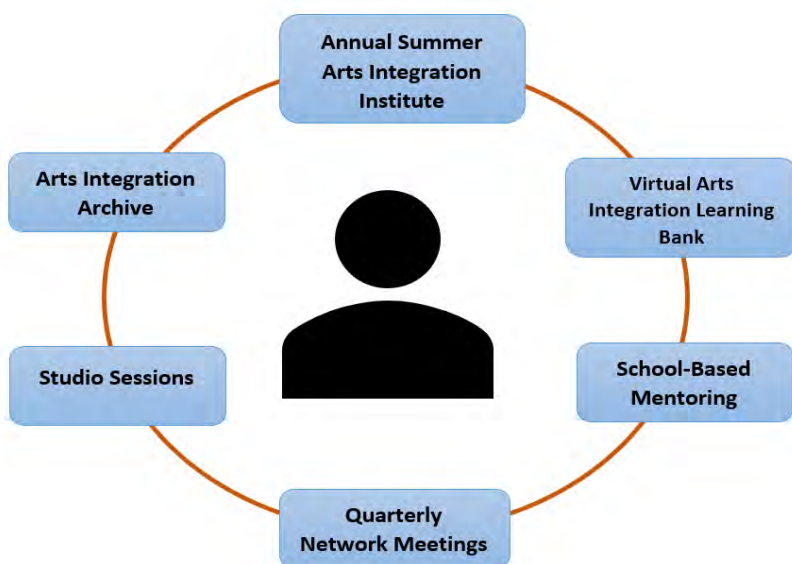 Annual Summer
Arts Integration
Institute
Virtual Arts
Integration Learning
Bank
School-Based
Mentoring
Quarterly
Network Meetings
Studio Sessions
Arts Integration
Archive